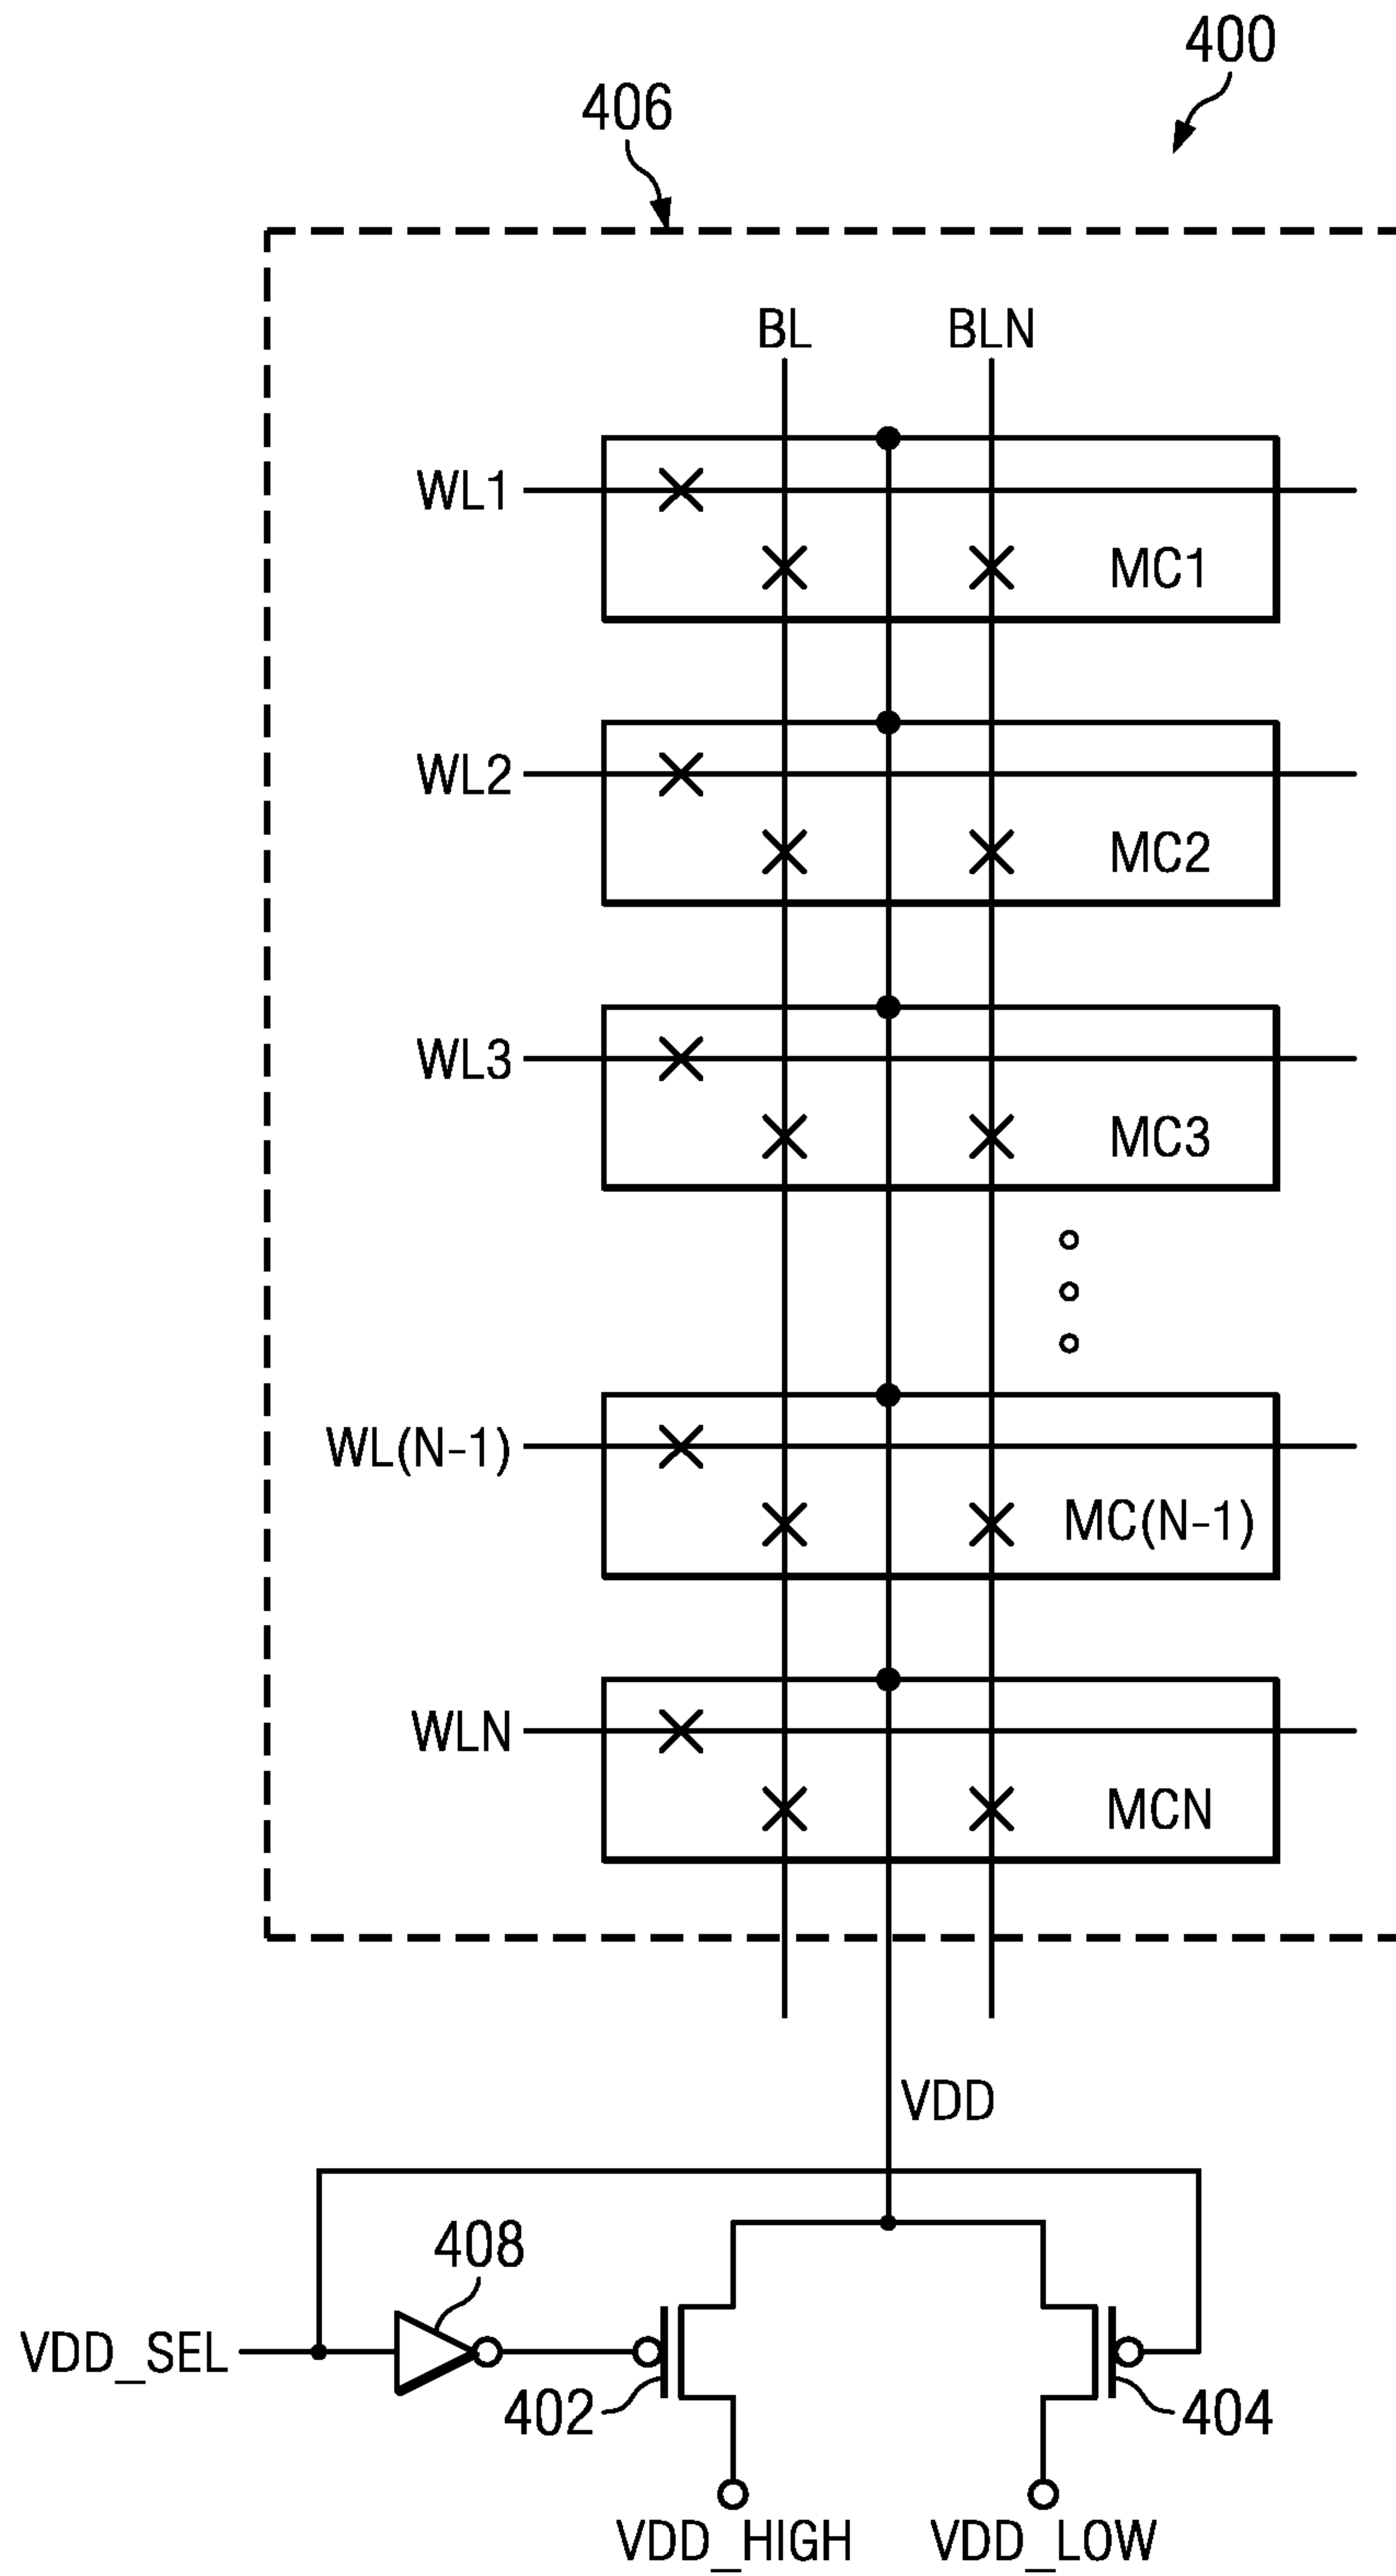 400
406
BL BLN
WL1
MC1
WL2
MC2
WL3
MC3
WL(N-1)
MC(N-1)
WLN
MCN
VDD
408
VDD_SEL
402 404
VDD_HIGH VDD_LOW